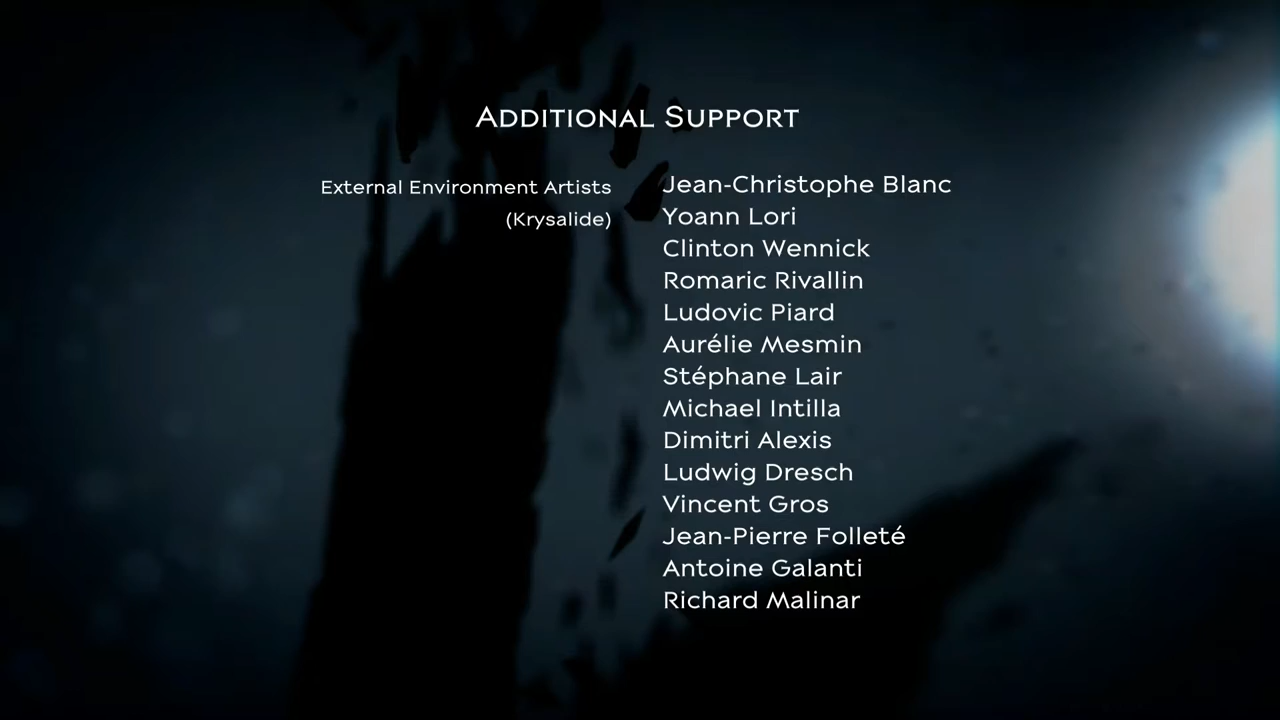 Additional Support
External Environment Artists
(Krysalide)
Jean-Christophe Blanc
Yoann Lori
Clinton Wennick
Romaric Rivallin
Ludovic Piard
Aurélie Mesmin
Stéphane Lair
Michael Intilla
Dimitri Alexis
Ludwig Dresch
Vincent Gros
Jean-Pierre Folleté
Antoine Galanti
Richard Malinar